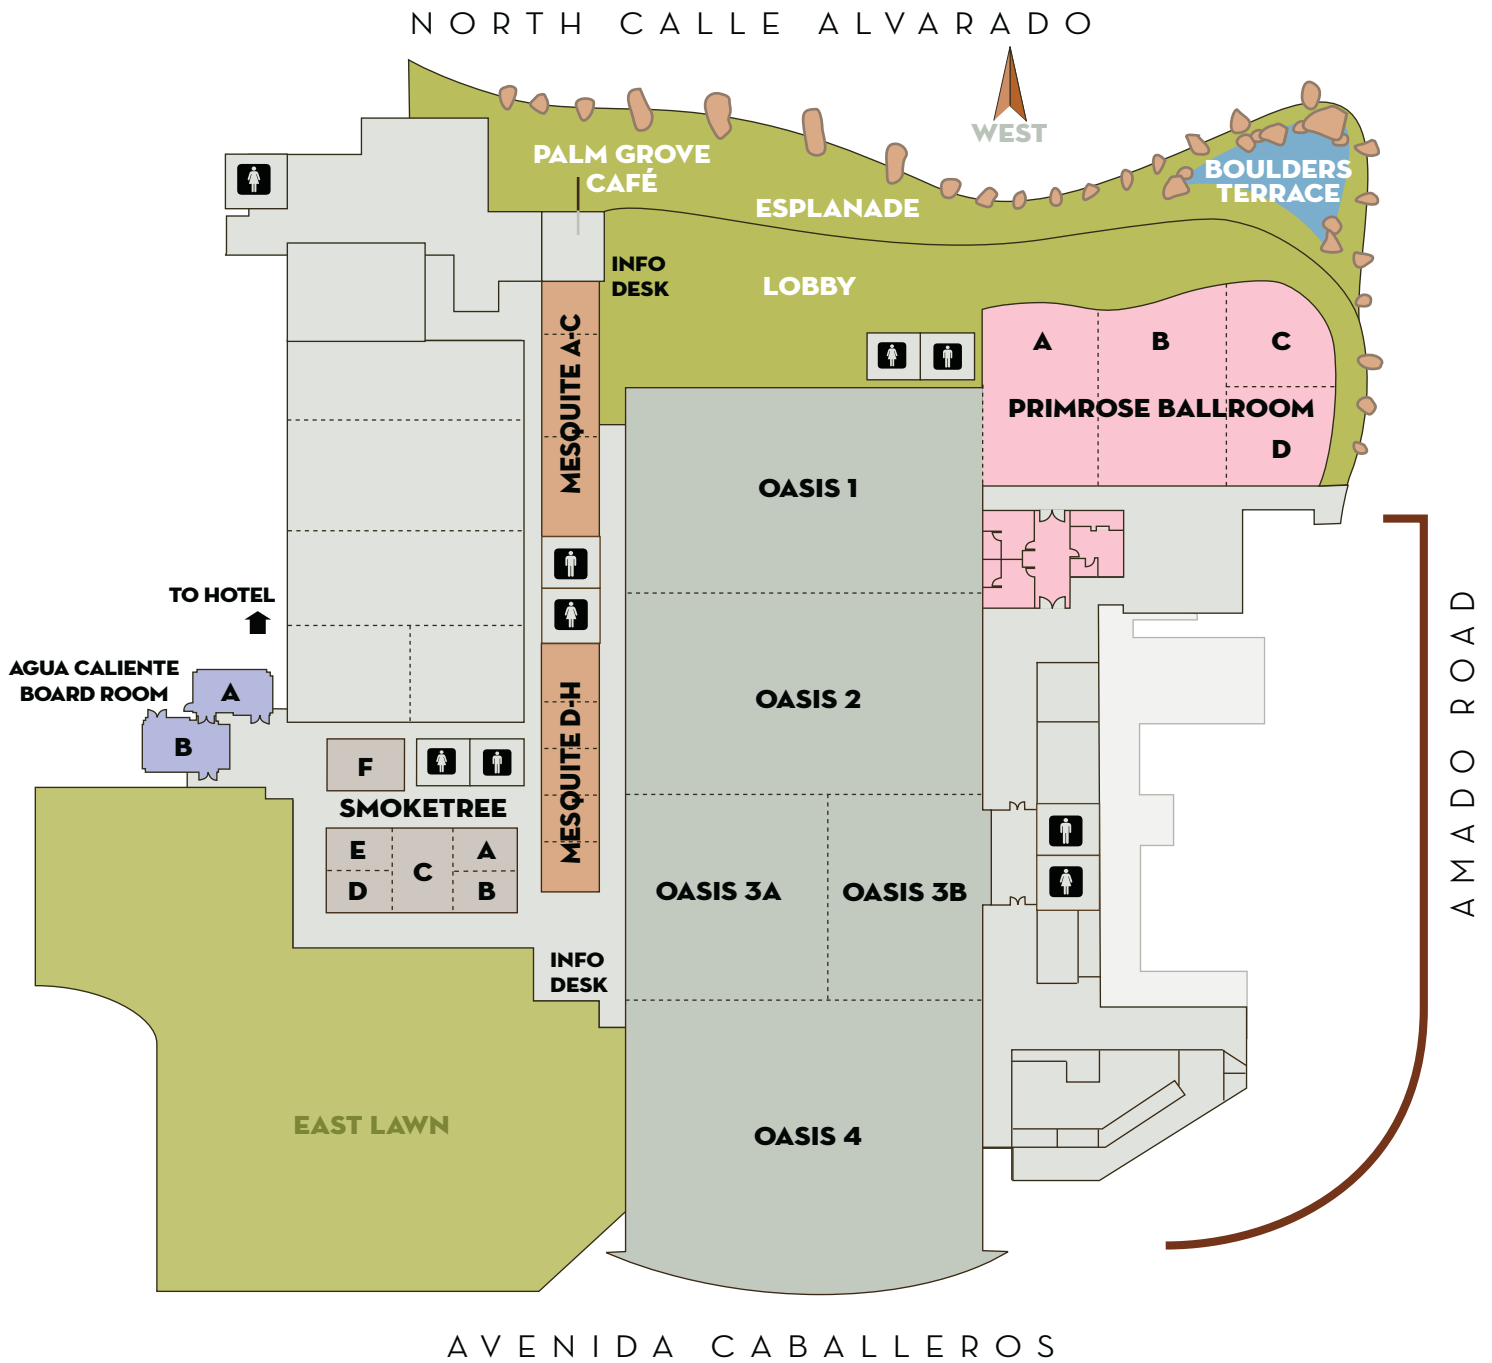 NORTH CALLE ALVARADO
WEST
PALM GROVE
CAFÉ
ESPLANADE
BOULDERS
TERRACE
INFO
DESK
LOBBY
MESQUITE A-C
A
B
C
PRIMROSE BALLROOM
D
OASIS 1
TO HOTEL
AGUA CALIENTE
BOARD ROOM
A
B
MESQUITE D-H
OASIS 2
F
SMOKETREE
E
A
C
D
B
OASIS 3A
OASIS 3B
INFO
DESK
AMADO ROAD
EAST LAWN
OASIS 4
AVENIDA CABALLEROS